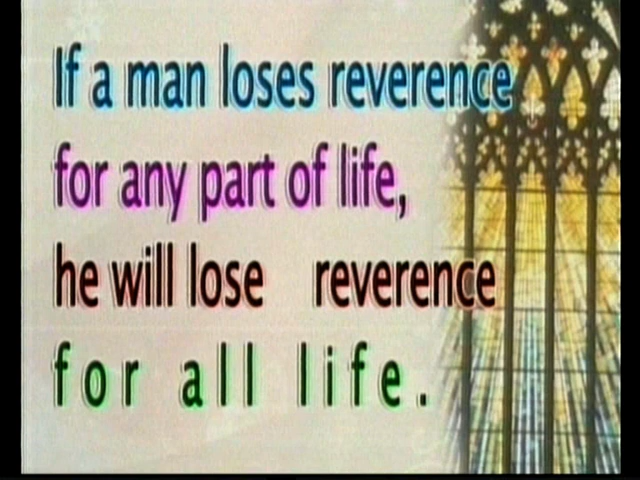 If a man loses reverence
for any part of life,
he will lose reverence
for all life.